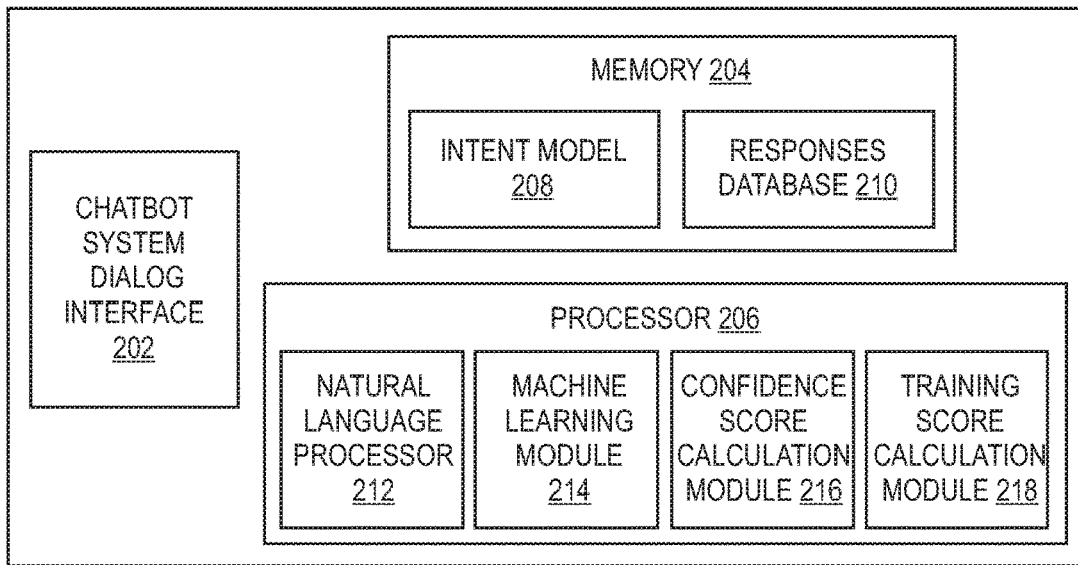 MEMORY 204
INTENT MODEL
208
RESPONSES
DATABASE 210
CHATBOT
SYSTEM
DIALOG
INTERFACE
202
PROCESSOR 206
NATURAL
LANGUAGE
PROCESSOR
212
MACHINE
LEARNING
MODULE
214
CONFIDENCE
SCORE
CALCULATION
MODULE 216
TRAINING
SCORE
CALCULATION
MODULE 218